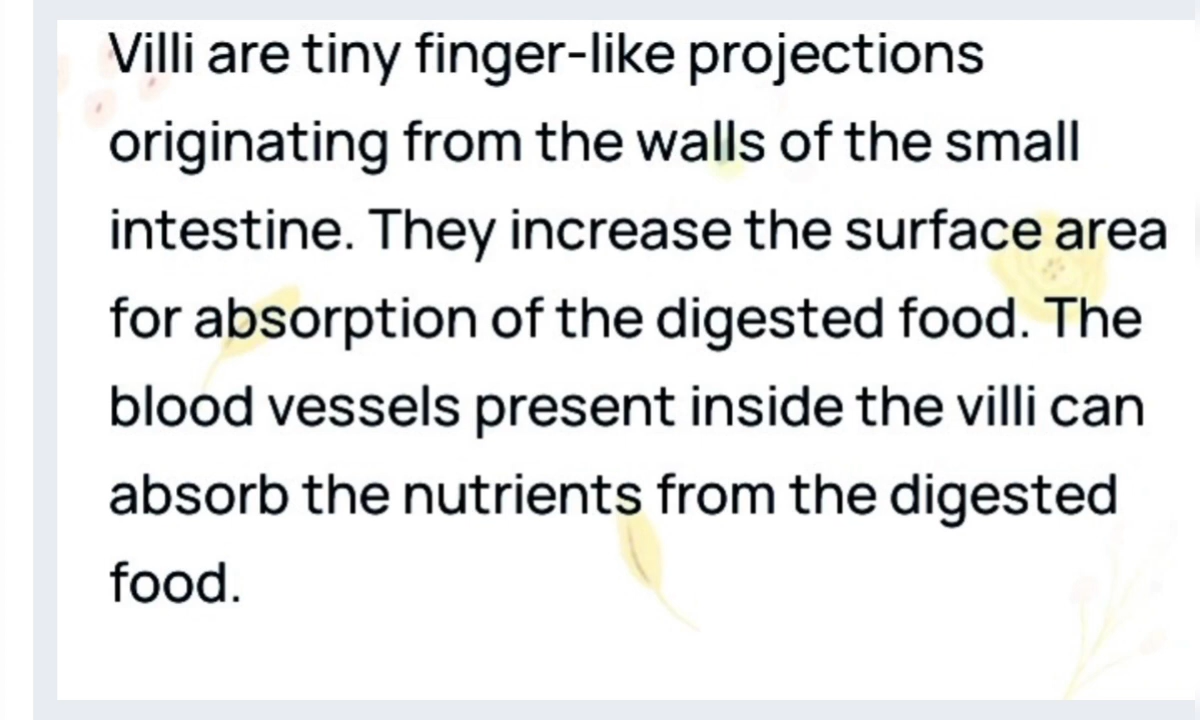 Villi are tiny finger-like projections
originating from the walls of the small
intestine. They increase the surface area
for absorption of the digested food. The
blood vessels present inside the villi can
absorb the nutrients from the digested
food.